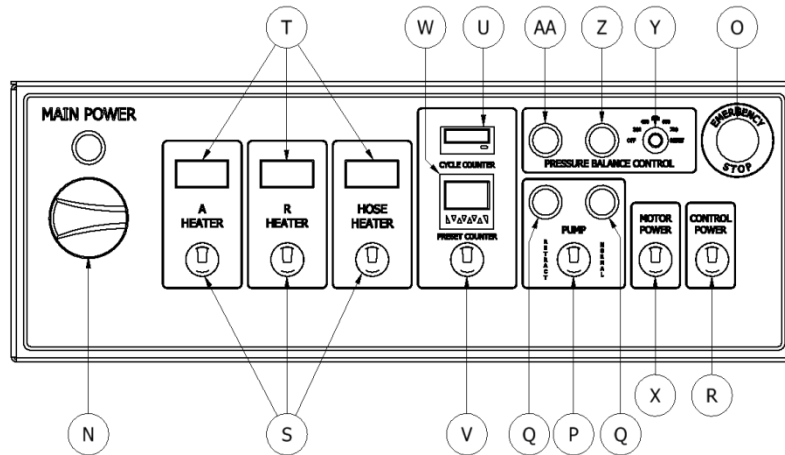 T W U AA Z Y O
MAIN POWER
EMERGENCY
STOP
CYCLE COUNTER
PRESSURE BALANCE CONTROL
OFF
A
HEATER
R
HEATER
HOSE
HEATER
PRESET COUNTER
PUMP
RETRACT
NORMAL
MOTOR
POWER
CONTROL
POWER
N S V Q P Q X R